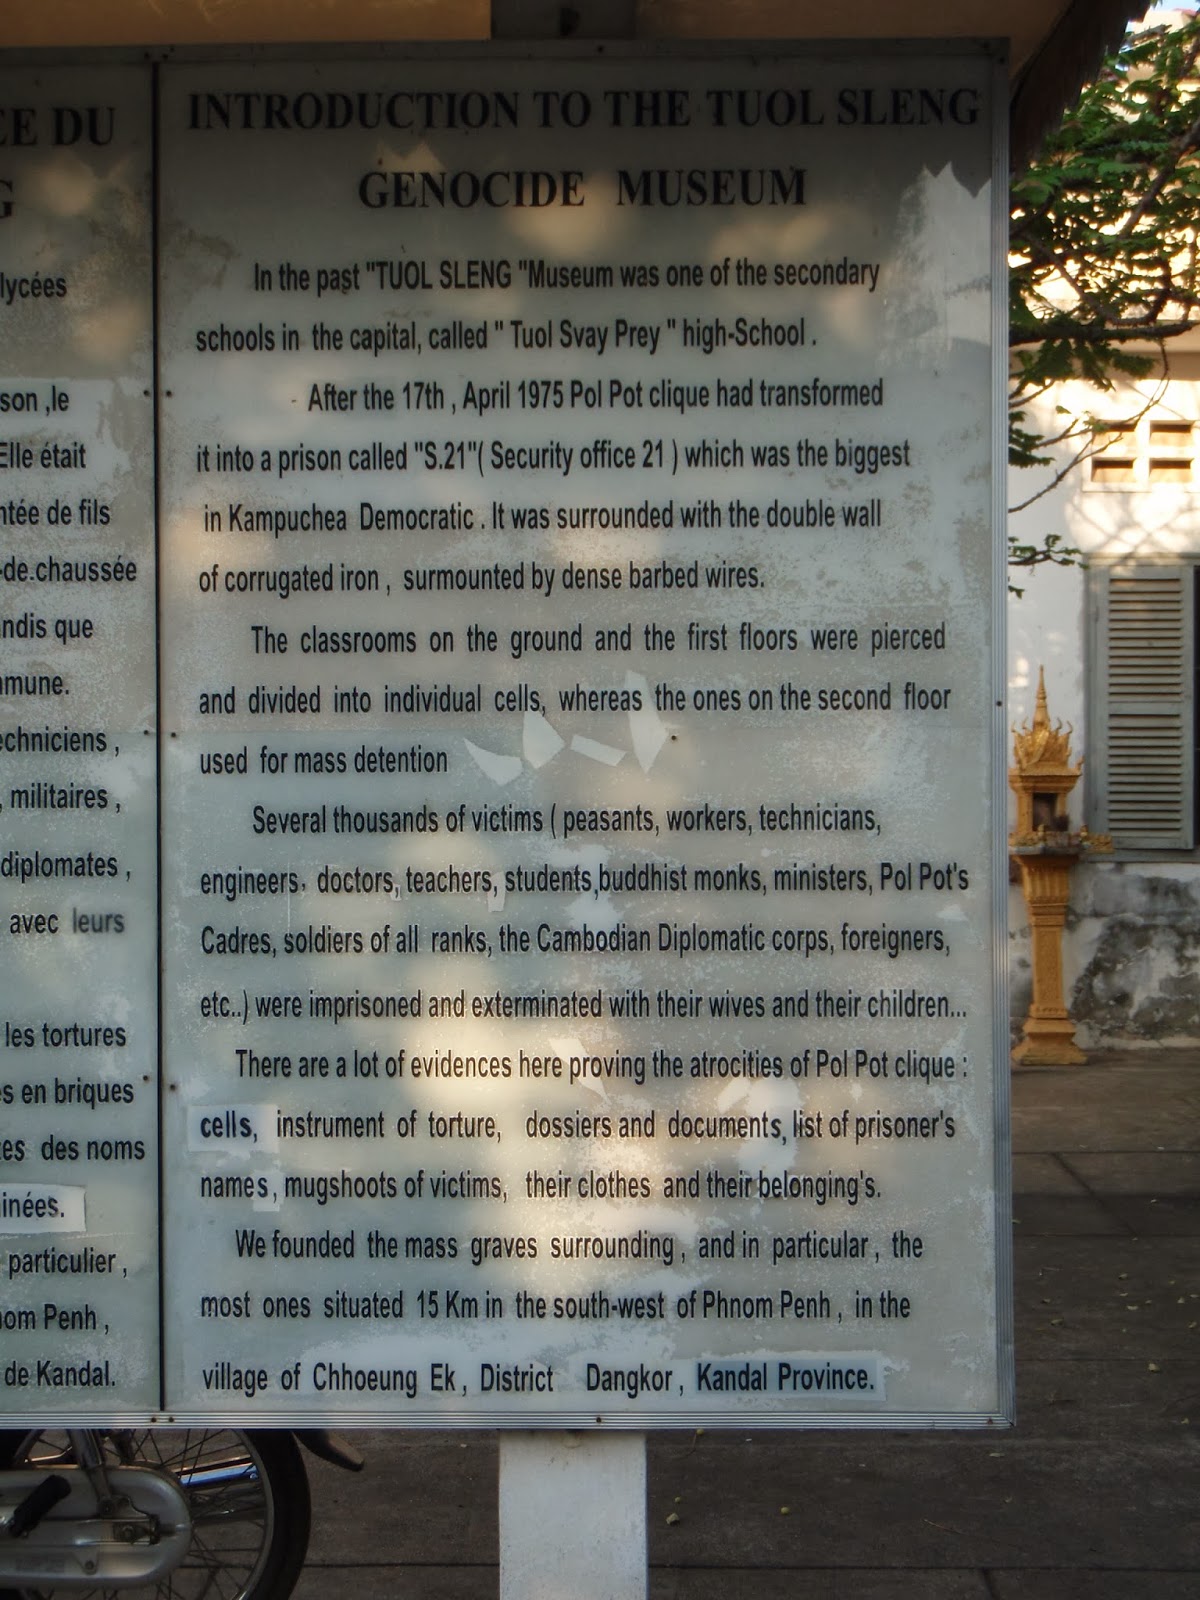 EE DU
G
lycées
son ,le
Elle était
ntée de fils
-de.chaussée
andis que
mmune.
echniciens ,
, militaires ,
diplomates ,
avec leurs
les tortures
es en briques
tes des noms
inées.
particulier ,
nom Penh ,
de Kandal.
INTRODUCTION TO THE TUOL SLENG
GENOCIDE MUSEUM
In the past "TUOL SLENG "Museum was one of the secondary
schools in the capital, called " Tuol Svay Prey " high-School .
- After the 17th , April 1975 Pol Pot clique had transformed
it into a prison called "S.21"( Security office 21 ) which was the biggest
in Kampuchea Democratic . It was surrounded with the double wall
of corrugated iron , surmounted by dense barbed wires.
The classrooms on the ground and the first floors were pierced
and divided into individual cells, whereas the ones on the second floor
used for mass detention
Several thousands of victims ( peasants, workers, technicians,
engineers, doctors, teachers, students,buddhist monks, ministers, Pol Pot's
Cadres, soldiers of all ranks, the Cambodian Diplomatic corps, foreigners,
etc..) were imprisoned and exterminated with their wives and their children...
There are a lot of evidences here proving the atrocities of Pol Pot clique :
cells, instrument of torture, dossiers and documents, list of prisoner's
names, mugshoots of victims, their clothes and their belonging's.
We founded the mass graves surrounding , and in particular , the
most ones situated 15 Km in the south-west of Phnom Penh , in the
village of Chhoeung Ek , District Dangkor , Kandal Province.